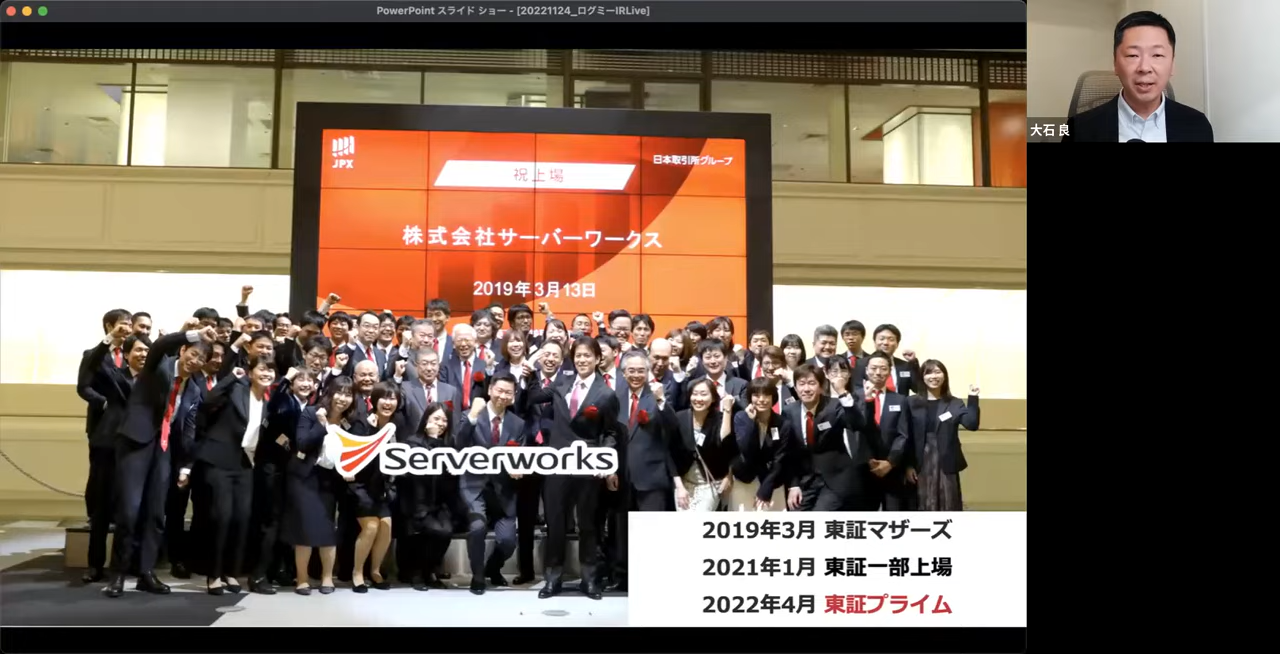 PowerPoint スライド ショー - [20221124_ログミーIRLive]
大石 良
JPX
日本取引所グループ
祝上場
株式会社サーバーワークス
2019年3月13日
Serverworks
2019年3月 東証マザーズ
2021年1月 東証一部上場
2022年4月 東証プライム